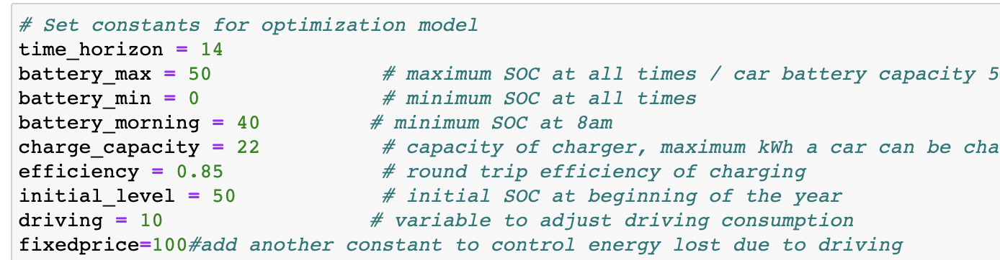 # Set constants for optimization model
time_horizon = 14
battery_max = 50 # maximum SOC at all times / car battery capacity 5
battery_min = 0 # minimum SOC at all times
battery_morning = 40 # minimum SOC at 8am
charge_capacity = 22 # capacity of charger, maximum kWh a car can be cha
efficiency = 0.85 # round trip efficiency of charging
initial_level = 50 # initial SOC at beginning of the year
driving = 10 # variable to adjust driving consumption
fixedprice=100#add another constant to control energy lost due to driving